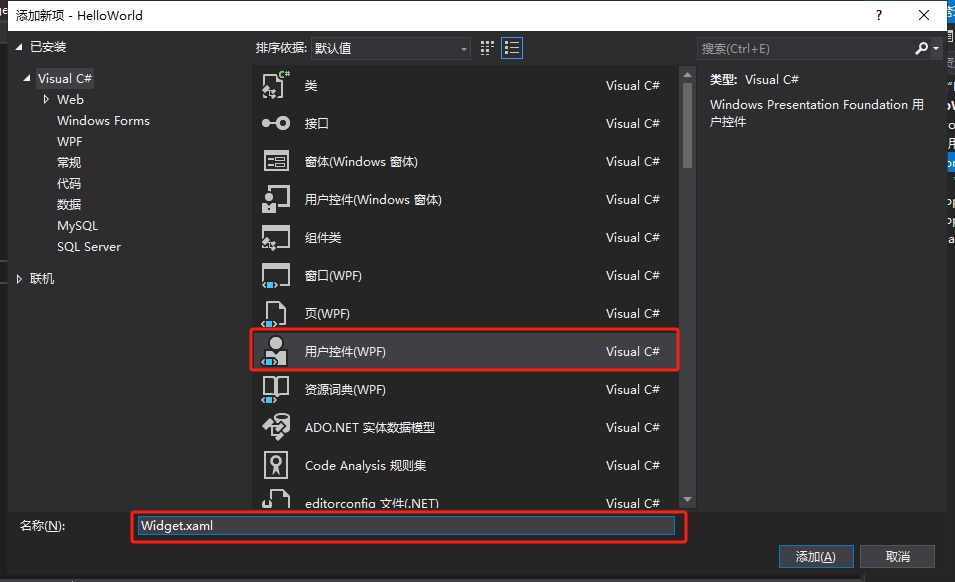 添加新项 - HelloWorld
?
已安装
排序依据:
默认值
搜索(Ctrl+E)
Visual C#
Web
Windows Forms
WPF
常规
代码
数据
MySQL
SQL Server
联机
类 Visual C#
接口 Visual C#
窗体(Windows 窗体) Visual C#
用户控件(Windows 窗体) Visual C#
组件类 Visual C#
窗口(WPF) Visual C#
页(WPF) Visual C#
用户控件(WPF) Visual C#
资源词典(WPF) Visual C#
ADO.NET 实体数据模型 Visual C#
Code Analysis 规则集 Visual C#
editorconfig 文件(.NET) Visual C#
类型: Visual C#
Windows Presentation Foundation 用
户控件
名称(N):
Widget.xaml
添加(A)
取消